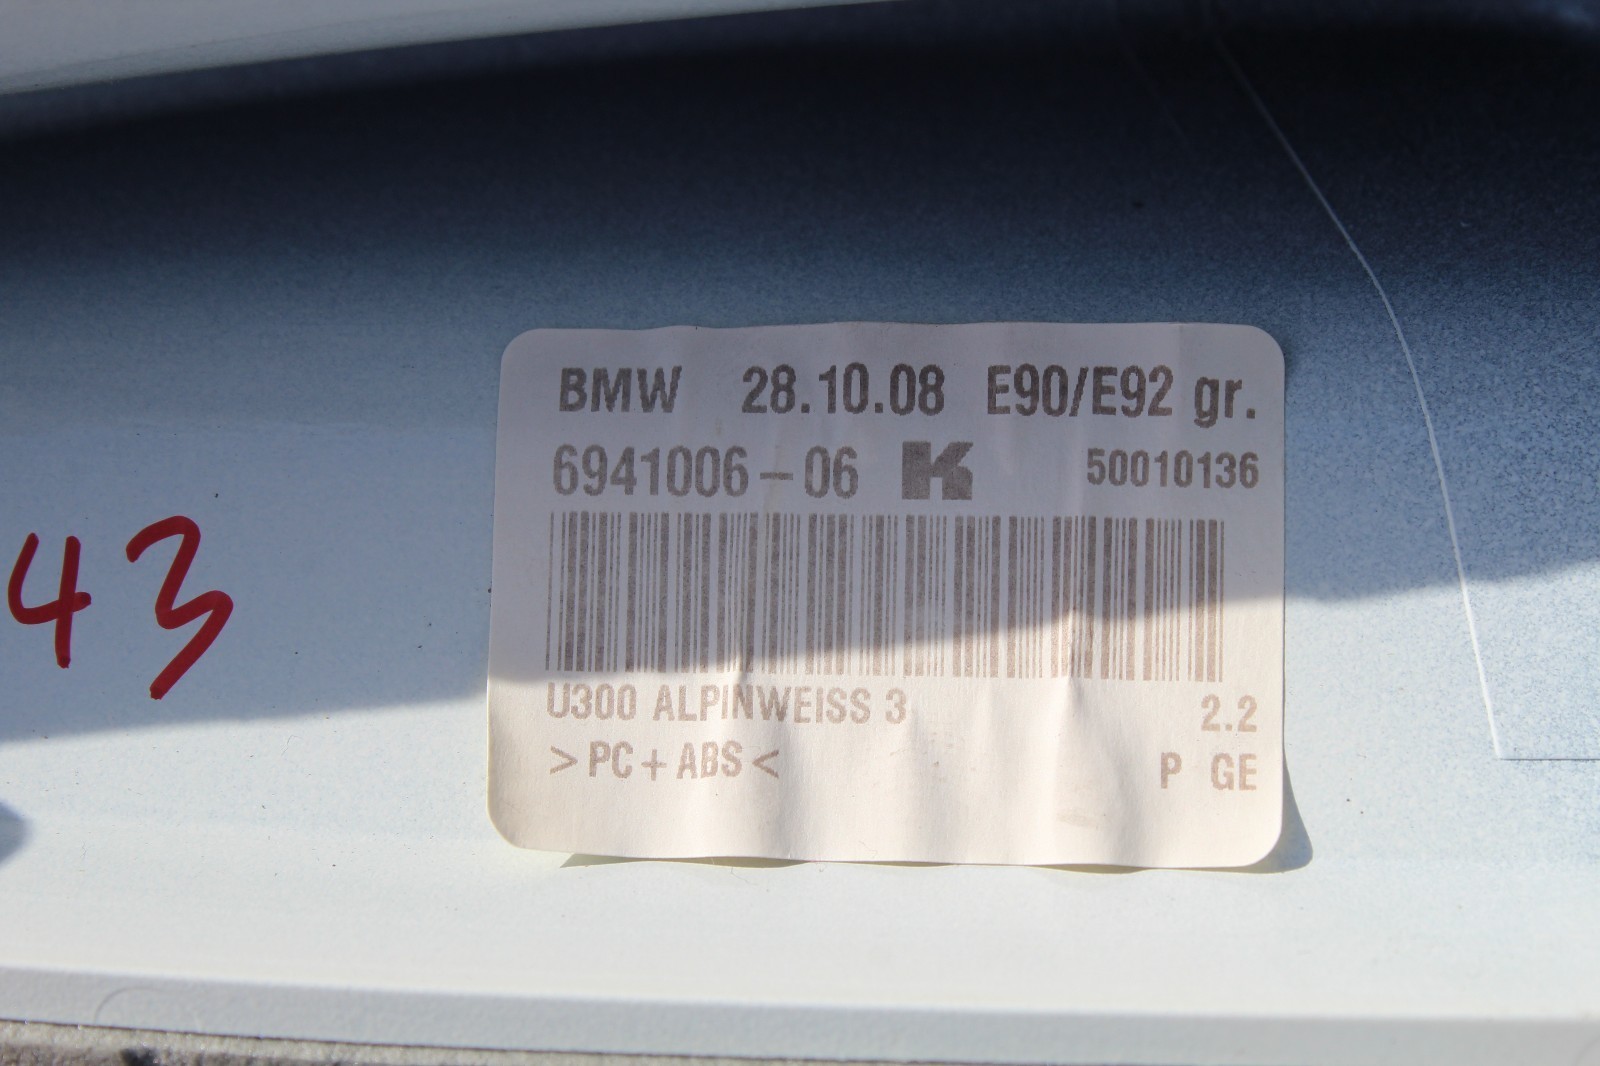 BMW 28.10.08 E90/E92 gr.
6941006-06 K 50010136
43
U300 ALPINWEISS 3 2.2
>PC+ABS< P GE